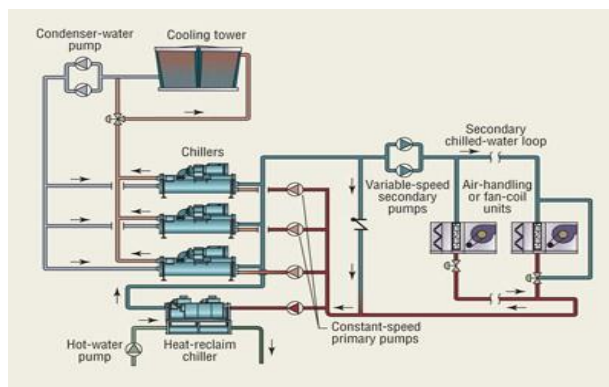 Condenser-water
pump
Cooling tower
Chillers
Secondary
chilled-water loop
Variable-speed
secondary
pumps
Air-handling
or fan-coil
units
Constant-speed
primary pumps
Hot-water
pump
Heat-reclaim
chiller